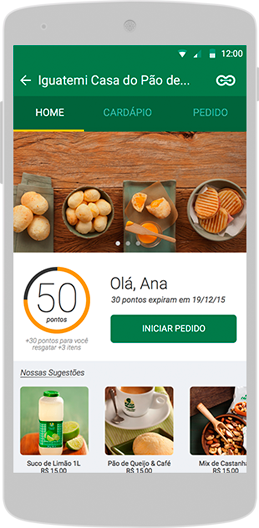 12:00
Iguatemi Casa do Pão de...
HOME CARDÁPIO PEDIDO
50
pontos
Olá, Ana
30 pontos expiram em 19/12/15
+30 pontos para você
resgatar +3 itens
INICIAR PEDIDO
Nossas Sugestões
Suco de Limão 1L Pão de Queijo & Café Mix de Castanha
R$ 15,00 R$ 15,00 R$ 15,00